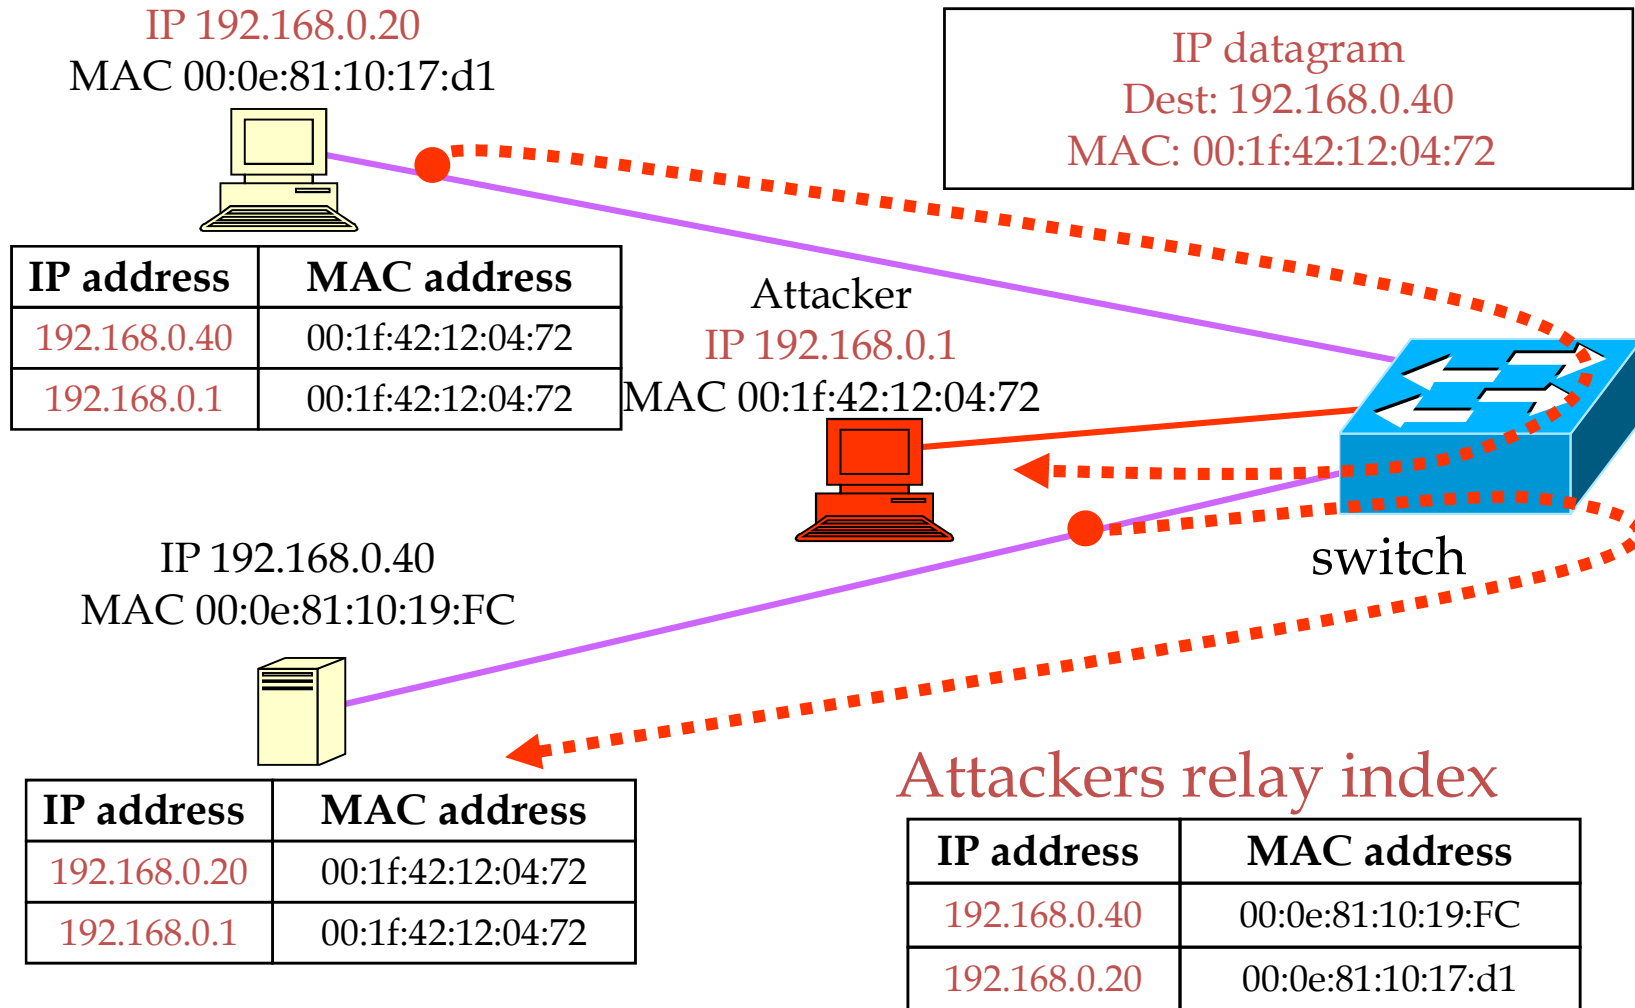 IP 192.168.0.20
MAC 00:0e:81:10:17:d1
IP datagram
Dest: 192.168.0.40
MAC: 00:1f:42:12:04:72
IP address MAC address
192.168.0.40 00:1f:42:12:04:72
192.168.0.1 00:1f:42:12:04:72
Attacker
IP 192.168.0.1
MAC 00:1f:42:12:04:72
switch
IP 192.168.0.40
MAC 00:0e:81:10:19:FC
IP address MAC address
192.168.0.20 00:1f:42:12:04:72
192.168.0.1 00:1f:42:12:04:72
Attackers relay index
IP address MAC address
192.168.0.40 00:0e:81:10:19:FC
192.168.0.20 00:0e:81:10:17:d1